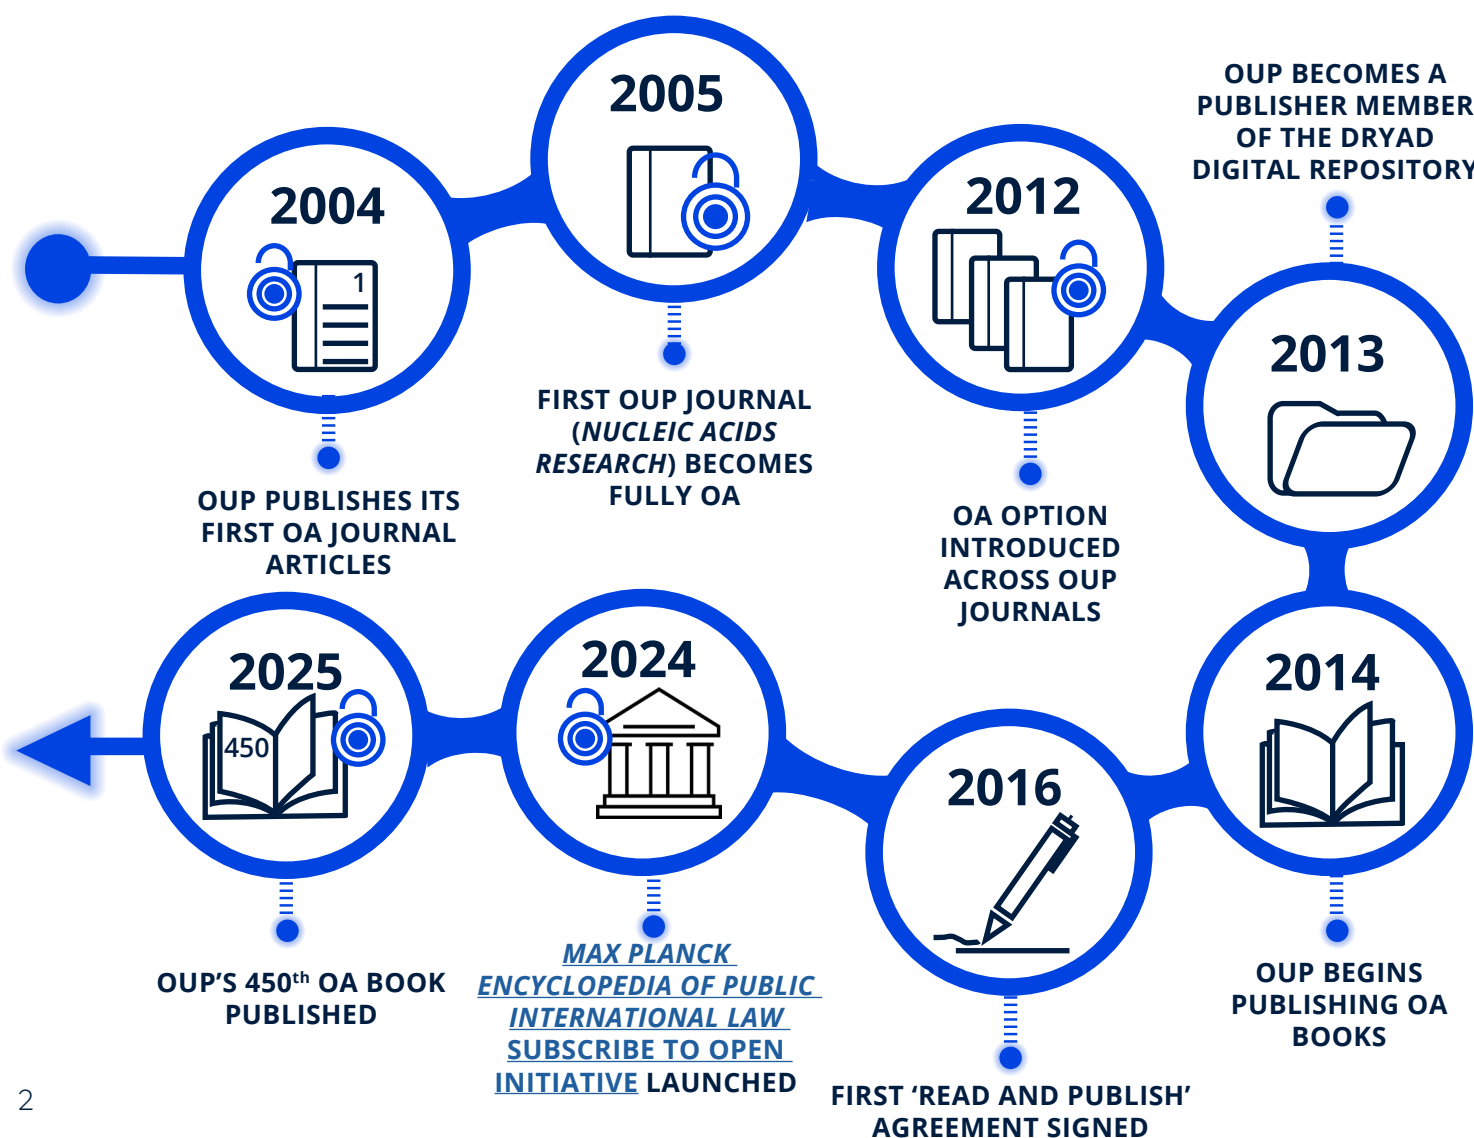 2004
1
OUP PUBLISHES ITS
FIRST OA JOURNAL
ARTICLES
2005
FIRST OUP JOURNAL
(NUCLEIC ACIDS
RESEARCH) BECOMES
FULLY OA
2012
OA OPTION
INTRODUCED
ACROSS OUP
JOURNALS
OUP BECOMES A
PUBLISHER MEMBER
OF THE DRYAD
DIGITAL REPOSITORY
2013
2014
OUP BEGINS
PUBLISHING OA
BOOKS
2016
FIRST ‘READ AND PUBLISH’
AGREEMENT SIGNED
2024
MAX PLANCK
ENCYCLOPEDIA OF PUBLIC
INTERNATIONAL LAW
SUBSCRIBE TO OPEN
INITIATIVE LAUNCHED
2025
450
OUP’S 450th OA BOOK
PUBLISHED
2